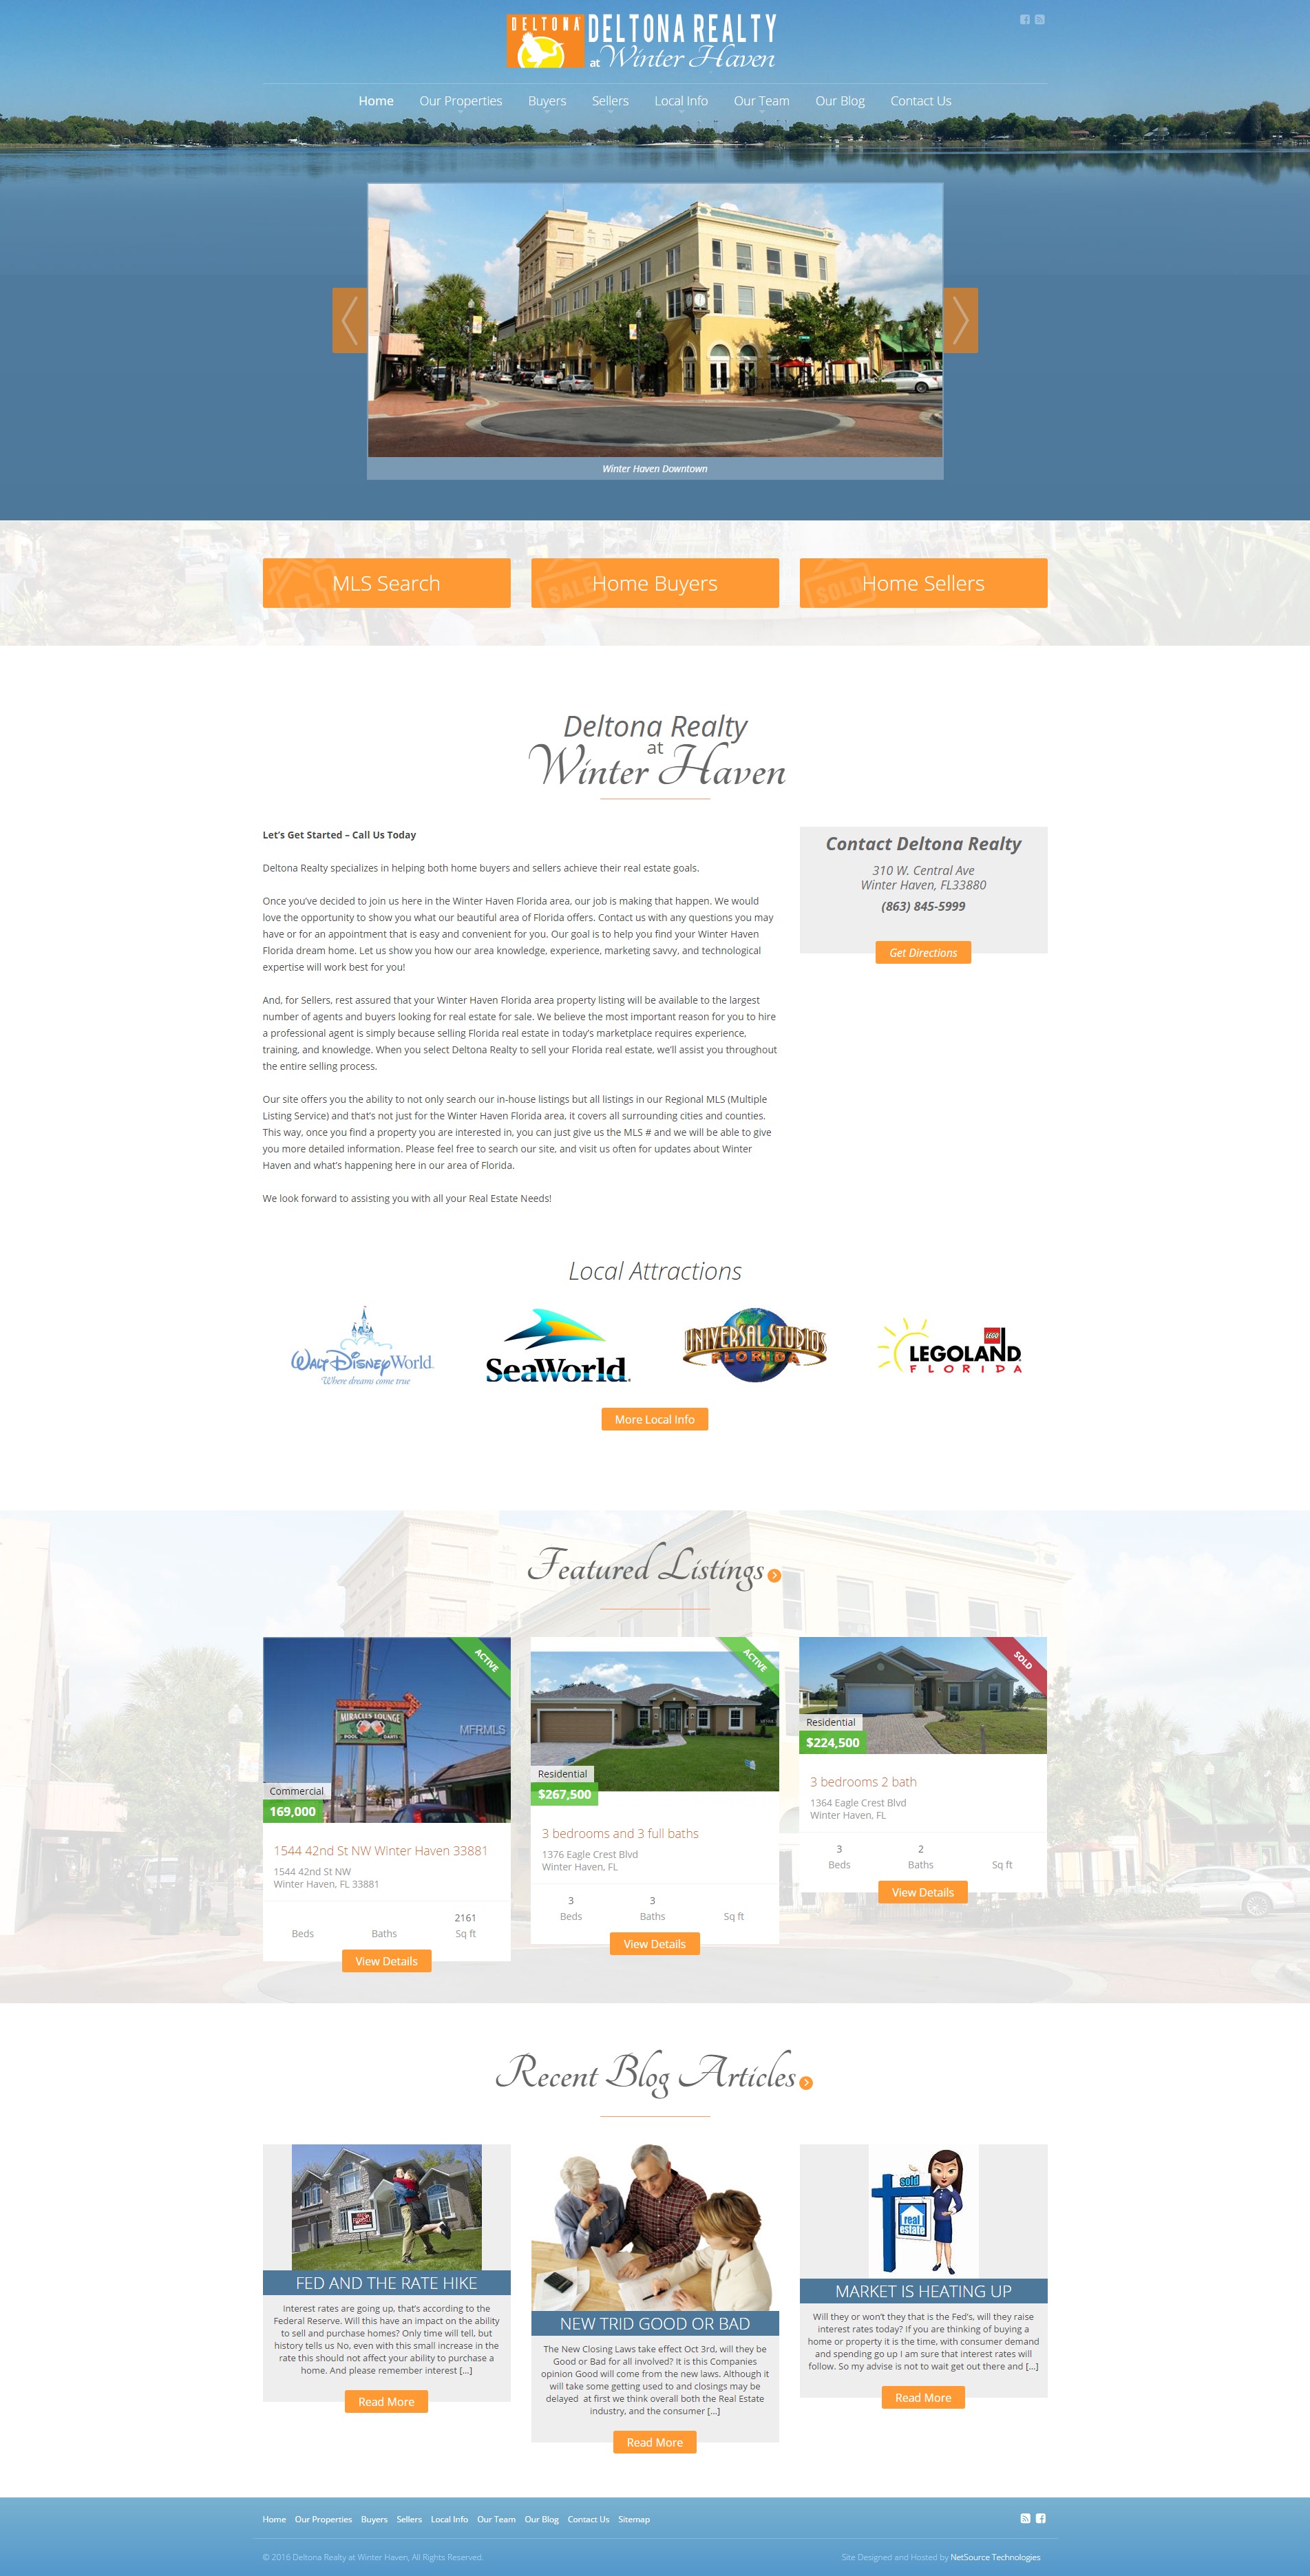 DELTONA
DELTONA REALTY
at Winter Haven
Home Our Properties Buyers Sellers Local Info Our Team Our Blog Contact Us
Winter Haven Downtown
MLS Search
SALE
Home Buyers
SOLD
Home Sellers
Deltona Realty
at
Winter Haven
Let's Get Started – Call Us Today
Deltona Realty specializes in helping both home buyers and sellers achieve their real estate goals.
Once you've decided to join us here in the Winter Haven Florida area, our job is making that happen. We would
love the opportunity to show you what our beautiful area of Florida offers. Contact us with any questions you may
have or for an appointment that is easy and convenient for you. Our goal is to help you find your Winter Haven
Florida dream home. Let us show you how our area knowledge, experience, marketing savvy, and technological
expertise will work best for you!
And, for Sellers, rest assured that your Winter Haven Florida area property listing will be available to the largest
number of agents and buyers looking for real estate for sale. We believe the most important reason for you to hire
a professional agent is simply because selling Florida real estate in today's marketplace requires experience,
training, and knowledge. When you select Deltona Realty to sell your Florida real estate, we'll assist you throughout
the entire selling process.
Our site offers you the ability to not only search our in-house listings but all listings in our Regional MLS (Multiple
Listing Service) and that's not just for the Winter Haven Florida area, it covers all surrounding cities and counties.
This way, once you find a property you are interested in, you can just give us the MLS # and we will be able to give
you more detailed information. Please feel free to search our site, and visit us often for updates about Winter
Haven and what's happening here in our area of Florida.
We look forward to assisting you with all your Real Estate Needs!
Contact Deltona Realty
310 W. Central Ave
Winter Haven, FL33880
(863) 845-5999
Get Directions
Local Attractions
Walt Disney World.
Where dreams come true
SeaWorld®
UNIVERSAL STUDIOS
FLORIDA
LEGO
LEGOLAND
FLORIDA
More Local Info
Featured Listings
ACTIVE
MIRACLES LOUNGE
POOL DARTS
MFRMLS
Commercial
169,000
1544 42nd St NW Winter Haven 33881
1544 42nd St NW
Winter Haven, FL 33881
2161
Beds Baths Sq ft
View Details
ACTIVE
Residential
$267,500
3 bedrooms and 3 full baths
1376 Eagle Crest Blvd
Winter Haven, FL
3 3
Beds Baths Sq ft
View Details
SOLD
Residential
$224,500
3 bedrooms 2 bath
1364 Eagle Crest Blvd
Winter Haven, FL
3 2
Beds Baths Sq ft
View Details
Recent Blog Articles
FED AND THE RATE HIKE
Interest rates are going up, that's according to the
Federal Reserve. Will this have an impact on the ability
to sell and purchase homes? Only time will tell, but
history tells us No, even with this small increase in the
rate this should not affect your ability to purchase a
home. And please remember interest [...]
Read More
NEW TRID GOOD OR BAD
The New Closing Laws take effect Oct 3rd, will they be
Good or Bad for all involved? It is this Companies
opinion Good will come from the new laws. Although it
will take some getting used to and closings may be
delayed at first we think overall both the Real Estate
industry, and the consumer [...]
Read More
sold
real
estate
MARKET IS HEATING UP
Will they or won't they that is the Fed's, will they raise
interest rates today? If you are thinking of buying a
home or property it is the time, with consumer demand
and spending go up I am sure that interest rates will
follow. So my advise is not to wait get out there and [...]
Read More
Home Our Properties Buyers Sellers Local Info Our Team Our Blog Contact Us Sitemap
© 2016 Deltona Realty at Winter Haven, All Rights Reserved.
Site Designed and Hosted by NetSource Technologies